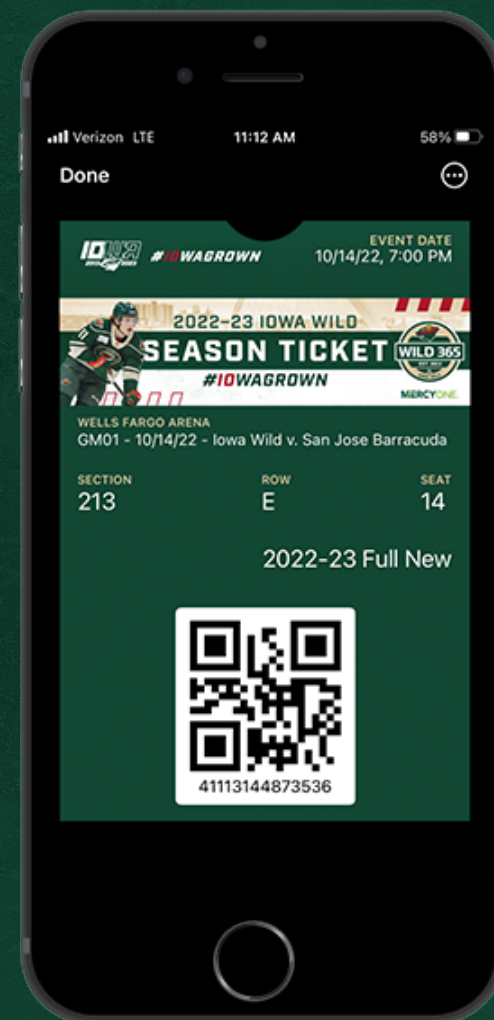 Verizon LTE 11:12 AM 58%
Done
IOWA #IOWAGROWN
EVENT DATE
10/14/22, 7:00 PM
2022-23 IOWA WILD
SEASON TICKET
#IOWAGROWN
WILD 365
MERCYONE
WELLS FARGO ARENA
GM01 - 10/14/22 - Iowa Wild v. San Jose Barracuda
SECTION ROW SEAT
213 E 14
2022-23 Full New
41113144873536